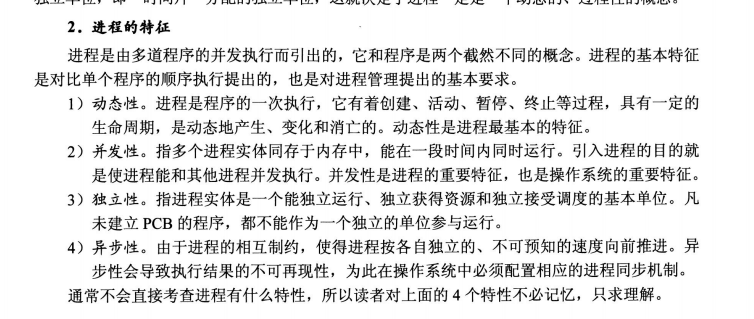 2．进程的特征
进程是由多道程序的并发执行而引出的，它和程序是两个截然不同的概念。进程的基本特征
是对比单个程序的顺序执行提出的，也是对进程管理提出的基本要求。
1）动态性。进程是程序的一次执行，它有着创建、活动、暂停、终止等过程，具有一定的
生命周期，是动态地产生、变化和消亡的。动态性是进程最基本的特征。
2）并发性。指多个进程实体同存于内存中，能在一段时间内同时运行。引入进程的目的就
是使进程能和其他进程并发执行。并发性是进程的重要特征，也是操作系统的重要特征。
3）独立性。指进程实体是一个能独立运行、独立获得资源和独立接受调度的基本单位。凡
未建立 PCB 的程序，都不能作为一个独立的单位参与运行。
4）异步性。由于进程的相互制约，使得进程按各自独立的、不可预知的速度向前推进。异
步性会导致执行结果的不可再现性，为此在操作系统中必须配置相应的进程同步机制。
通常不会直接考查进程有什么特性，所以读者对上面的 4 个特性不必记忆，只求理解。